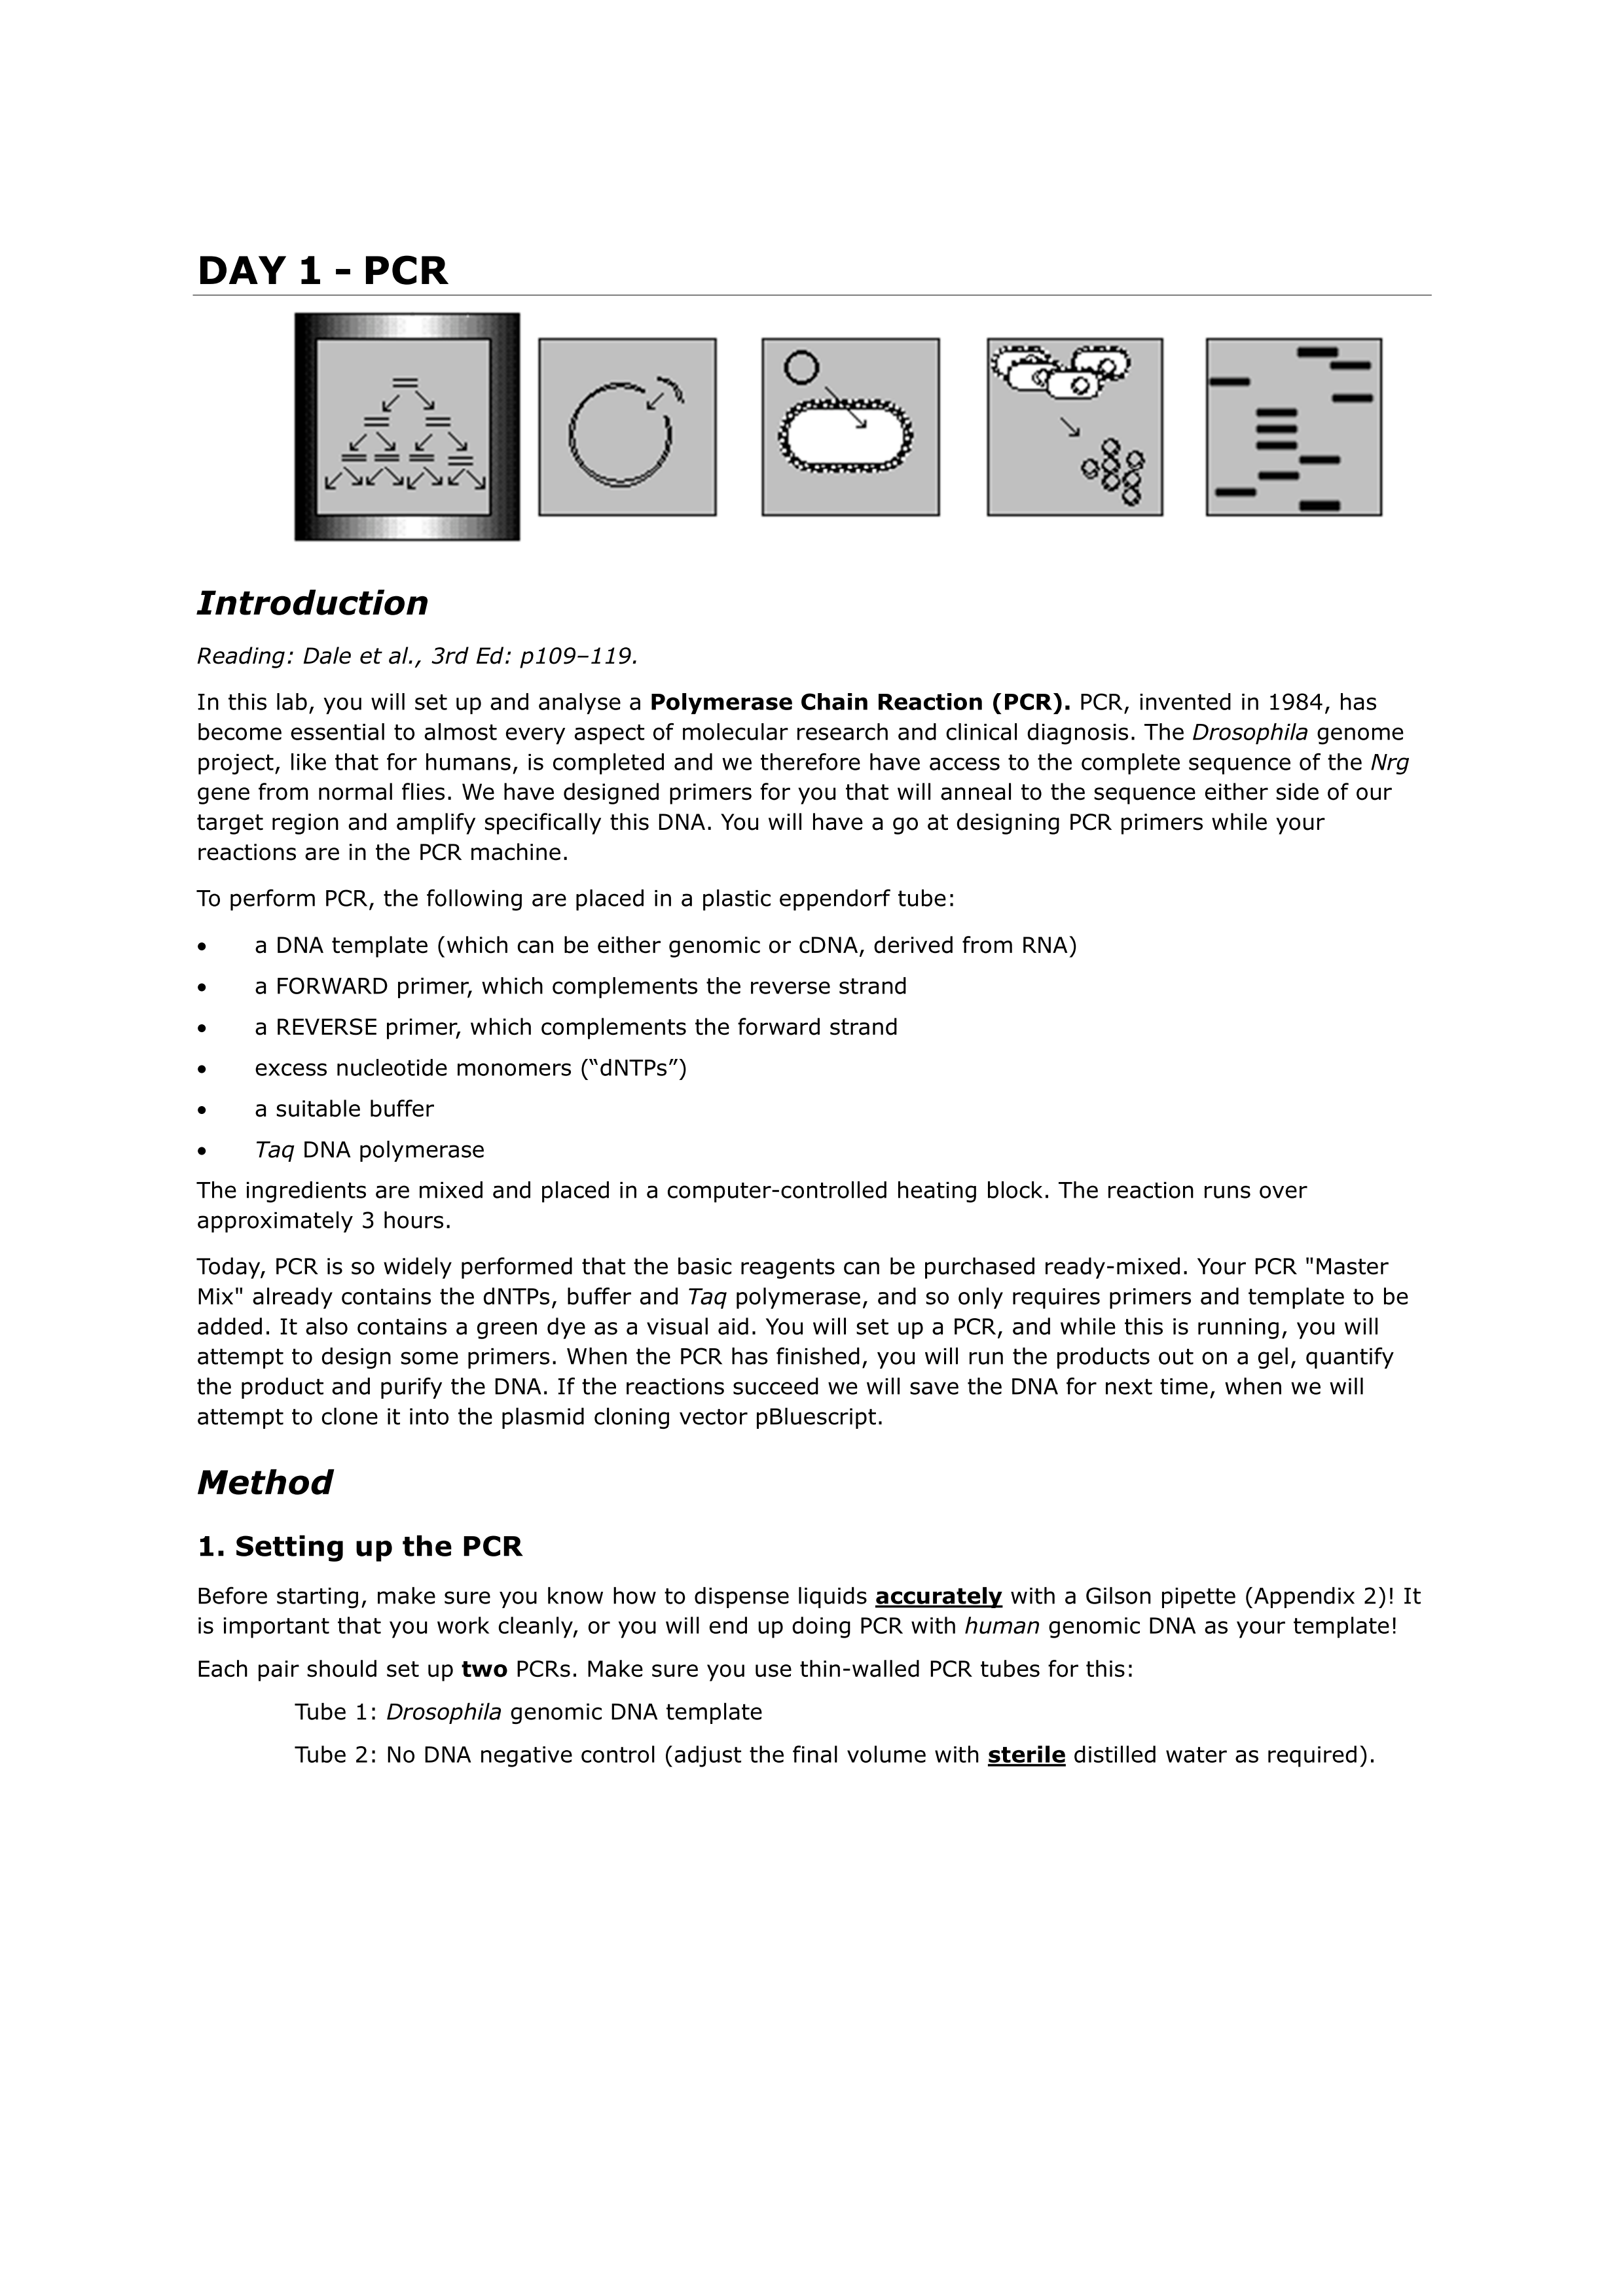 DAY 1 - PCR
Introduction
Reading: Dale et al., 3rd Ed: p109–119.
In this lab, you will set up and analyse a Polymerase Chain Reaction (PCR). PCR, invented in 1984, has
become essential to almost every aspect of molecular research and clinical diagnosis. The Drosophila genome
project, like that for humans, is completed and we therefore have access to the complete sequence of the Nrg
gene from normal flies. We have designed primers for you that will anneal to the sequence either side of our
target region and amplify specifically this DNA. You will have a go at designing PCR primers while your
reactions are in the PCR machine.
To perform PCR, the following are placed in a plastic eppendorf tube:
• a DNA template (which can be either genomic or cDNA, derived from RNA)
• a FORWARD primer, which complements the reverse strand
• a REVERSE primer, which complements the forward strand
• excess nucleotide monomers (“dNTPs”)
• a suitable buffer
• Taq DNA polymerase
The ingredients are mixed and placed in a computer-controlled heating block. The reaction runs over
approximately 3 hours.
Today, PCR is so widely performed that the basic reagents can be purchased ready-mixed. Your PCR "Master
Mix" already contains the dNTPs, buffer and Taq polymerase, and so only requires primers and template to be
added. It also contains a green dye as a visual aid. You will set up a PCR, and while this is running, you will
attempt to design some primers. When the PCR has finished, you will run the products out on a gel, quantify
the product and purify the DNA. If the reactions succeed we will save the DNA for next time, when we will
attempt to clone it into the plasmid cloning vector pBluescript.
Method
1. Setting up the PCR
Before starting, make sure you know how to dispense liquids accurately with a Gilson pipette (Appendix 2)! It
is important that you work cleanly, or you will end up doing PCR with human genomic DNA as your template!
Each pair should set up two PCRs. Make sure you use thin-walled PCR tubes for this:
Tube 1: Drosophila genomic DNA template
Tube 2: No DNA negative control (adjust the final volume with sterile distilled water as required).